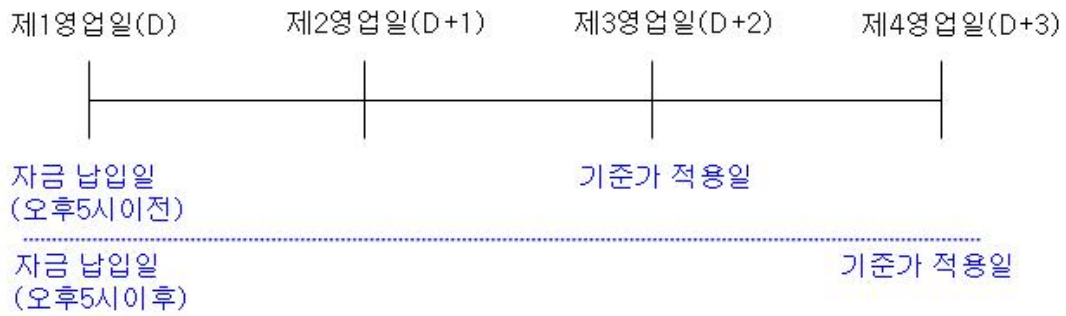 제1영업일(D) 제2영업일(D+1) 제3영업일(D+2) 제4영업일(D+3)
자금 납입일 기준가 적용일
(오후5시이전)
자금 납입일 기준가 적용일
(오후5시이후)